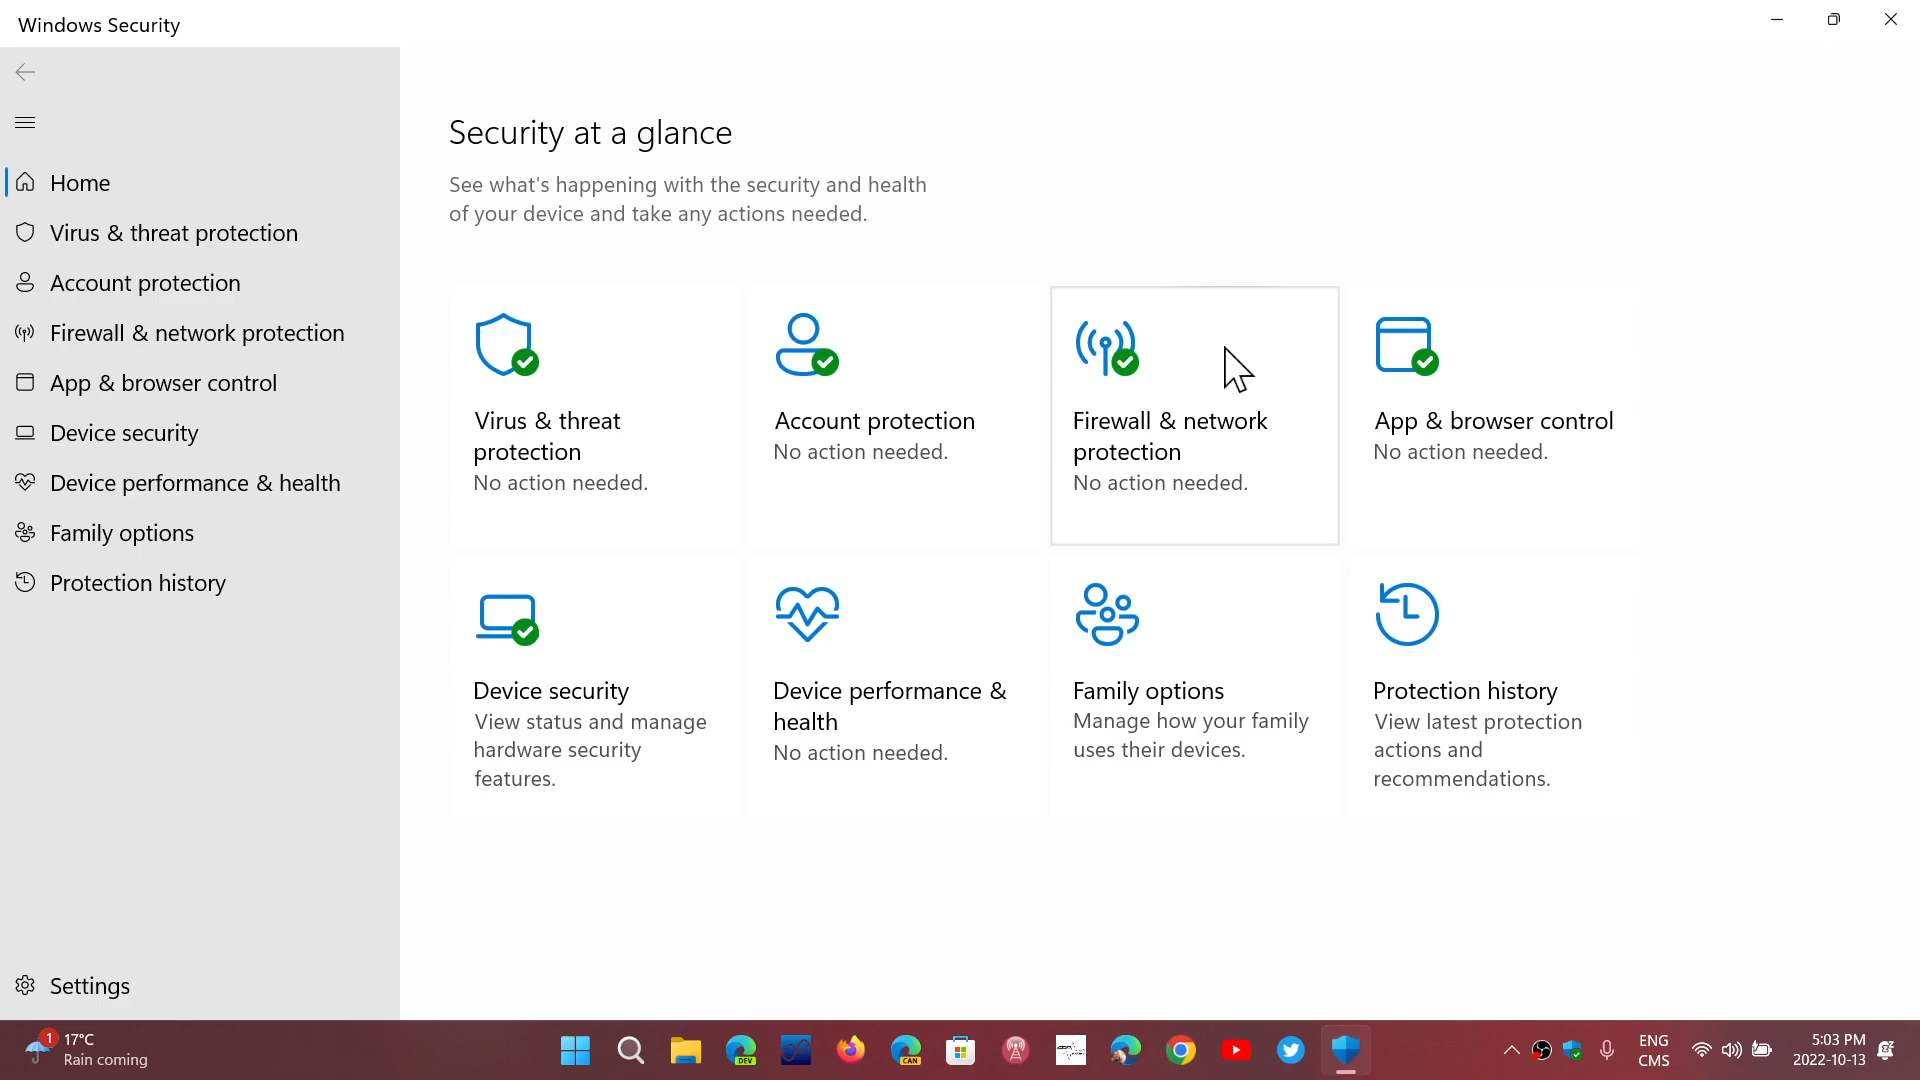 Windows Security
Home
Virus & threat protection
Account protection
Firewall & network protection
App & browser control
Device security
Device performance & health
Family options
Protection history
Settings
Security at a glance
See what's happening with the security and health
of your device and take any actions needed.
Virus & threat
protection
No action needed.
Account protection
No action needed.
Firewall & network
protection
No action needed.
App & browser control
No action needed.
Device security
View status and manage
hardware security
features.
Device performance &
health
No action needed.
Family options
Manage how your family
uses their devices.
Protection history
View latest protection
actions and
recommendations.
1
17°C
Rain coming
DEV
CAN
ENG
CMS
5:03 PM
2022-10-13